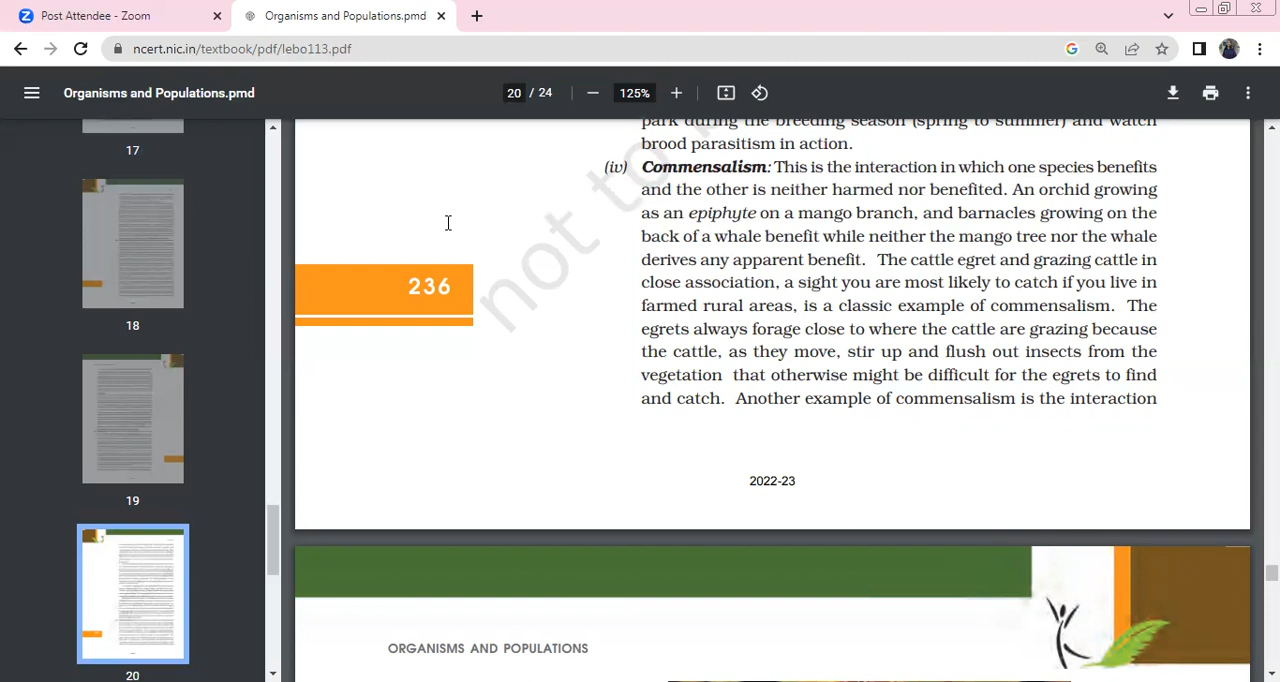 Post Attendee - Zoom
Organisms and Populations.pmd
ncert.nic.in/textbook/pdf/lebo113.pdf
Organisms and Populations.pmd
20 / 24
125%
17
18
19
20
park during the breeding season (spring to summer) and watch
brood parasitism in action.
(iv) Commensalism: This is the interaction in which one species benefits
and the other is neither harmed nor benefited. An orchid growing
as an epiphyte on a mango branch, and barnacles growing on the
back of a whale benefit while neither the mango tree nor the whale
derives any apparent benefit. The cattle egret and grazing cattle in
close association, a sight you are most likely to catch if you live in
farmed rural areas, is a classic example of commensalism. The
egrets always forage close to where the cattle are grazing because
the cattle, as they move, stir up and flush out insects from the
vegetation that otherwise might be difficult for the egrets to find
and catch. Another example of commensalism is the interaction
236
not to
2022-23
ORGANISMS AND POPULATIONS